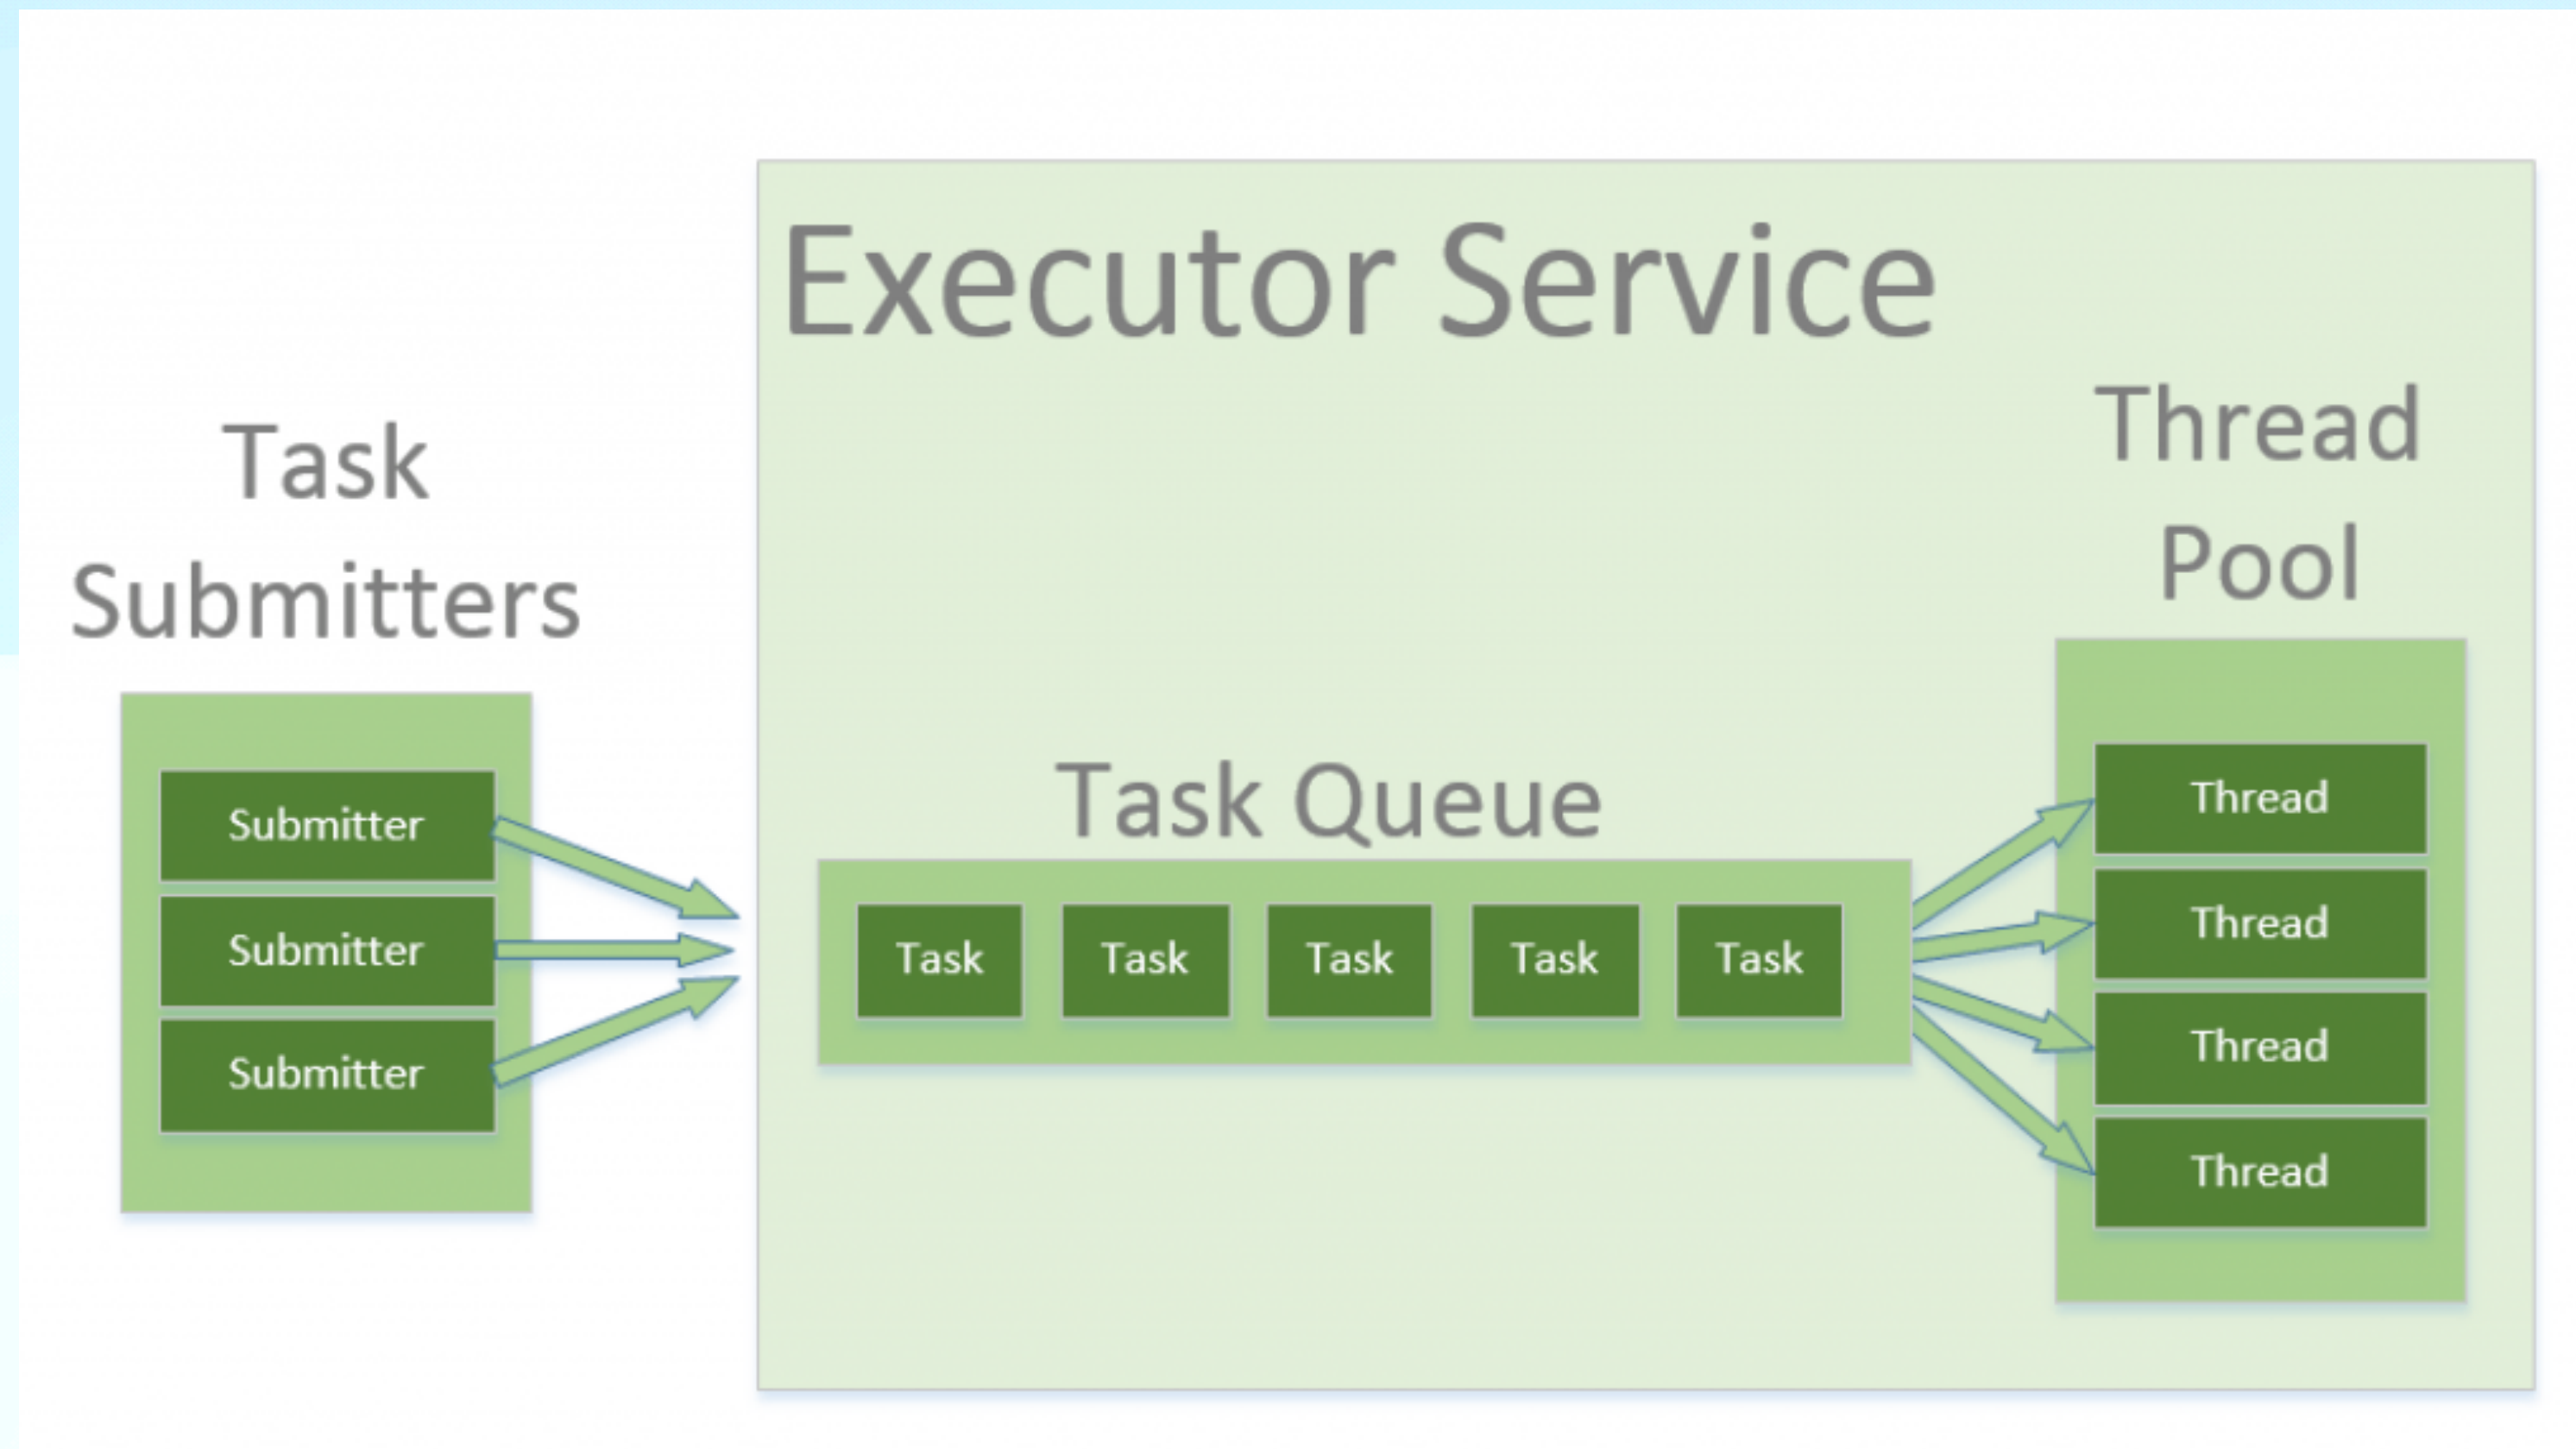 Executor Service
Task
Submitters
Submitter
Submitter
Submitter
Task Queue
Task Task Task Task Task
Thread
Pool
Thread
Thread
Thread
Thread